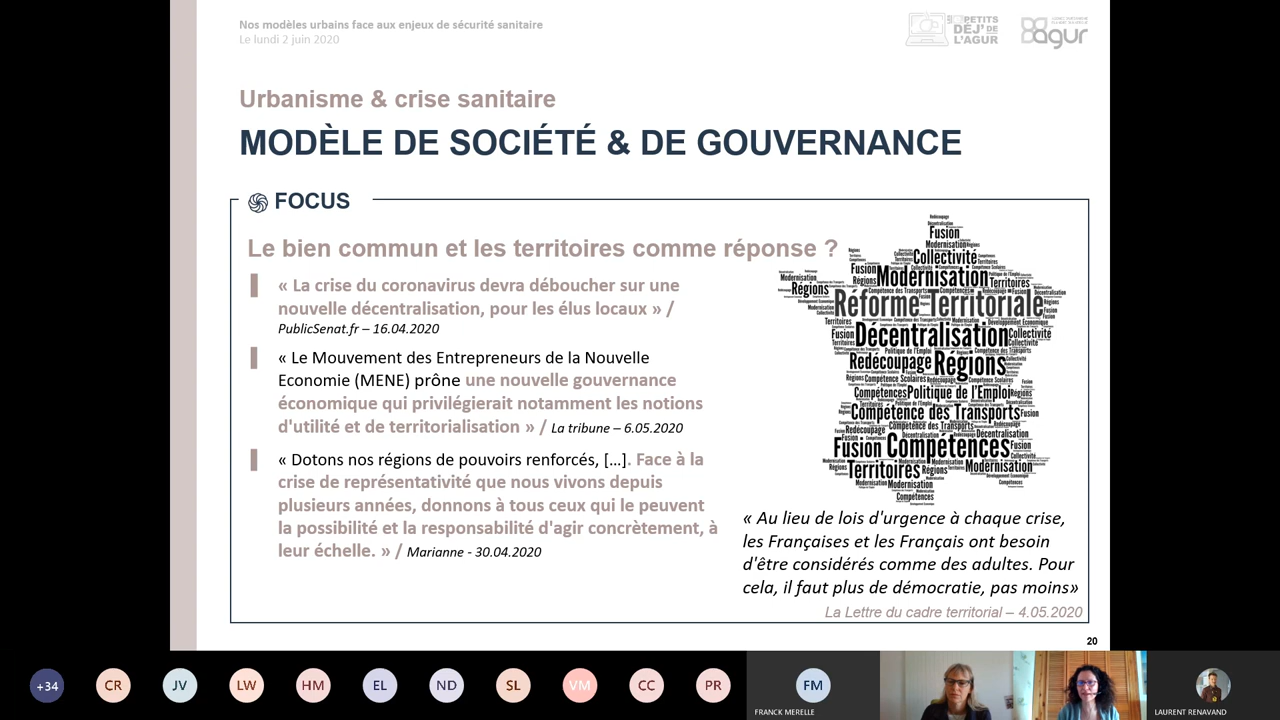 Nos modèles urbains face aux enjeux de sécurité sanitaire
Le lundi 2 juin 2020
PETITS
DÉJ' DE
L'AGUR
agur
Urbanisme & crise sanitaire
MODÈLE DE SOCIÉTÉ & DE GOUVERNANCE
FOCUS
Le bien commun et les territoires comme réponse ?
« La crise du coronavirus devra déboucher sur une
nouvelle décentralisation, pour les élus locaux » /
PublicSenat.fr – 16.04.2020
« Le Mouvement des Entrepreneurs de la Nouvelle
Economie (MENE) prône une nouvelle gouvernance
économique qui privilégierait notamment les notions
d'utilité et de territorialisation » / La tribune – 6.05.2020
« Donnons nos régions de pouvoirs renforcés, [...]. Face à la
crise de représentativité que nous vivons depuis
plusieurs années, donnons à tous ceux qui le peuvent
la possibilité et la responsabilité d'agir concrètement, à
leur échelle. » / Marianne - 30.04.2020
Fusion
Modernisation
Collectivité
Fusion
Modernisation
Régions
Régions
Réforme Territoriale
Décentralisation
Collectivité
Redécoupage
Régions
Compétences
Politique de l'Emploi
Régions
Compétence des Transports
Fusion
Fusion
Compétences
Territoires
Régions
Modernisation
Modernisation
Compétences
« Au lieu de lois d'urgence à chaque crise,
les Françaises et les Français ont besoin
d'être considérés comme des adultes. Pour
cela, il faut plus de démocratie, pas moins»
La Lettre du cadre territorial – 4.05.2020
20
+34
CR
JV
LW
HM
EL
ND
SL
VM
CC
PR
FM
FRANCK MERELLE
LAURENT RENAVAND